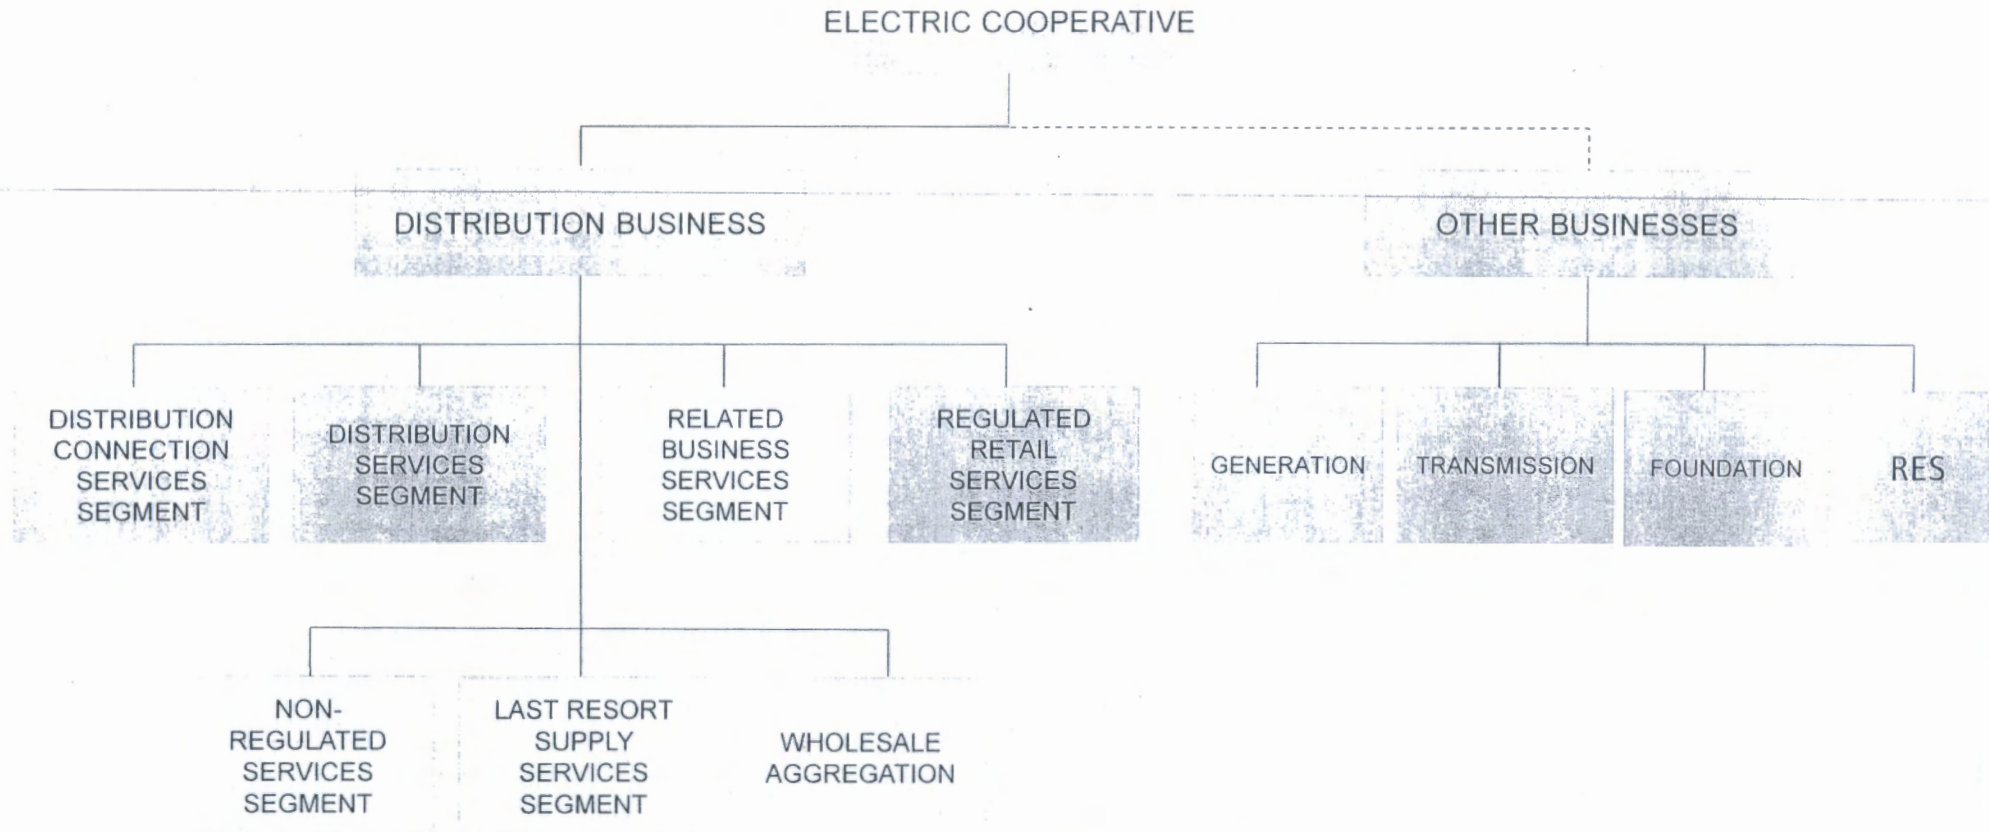 ELECTRIC COOPERATIVE
DISTRIBUTION BUSINESS
OTHER BUSINESSES
DISTRIBUTION
CONNECTION
SERVICES
SEGMENT
DISTRIBUTION
SERVICES
SEGMENT
RELATED
BUSINESS
SERVICES
SEGMENT
REGULATED
RETAIL
SERVICES
SEGMENT
GENERATION
TRANSMISSION
FOUNDATION
RES
NON-
REGULATED
SERVICES
SEGMENT
LAST RESORT
SUPPLY
SERVICES
SEGMENT
WHOLESALE
AGGREGATION